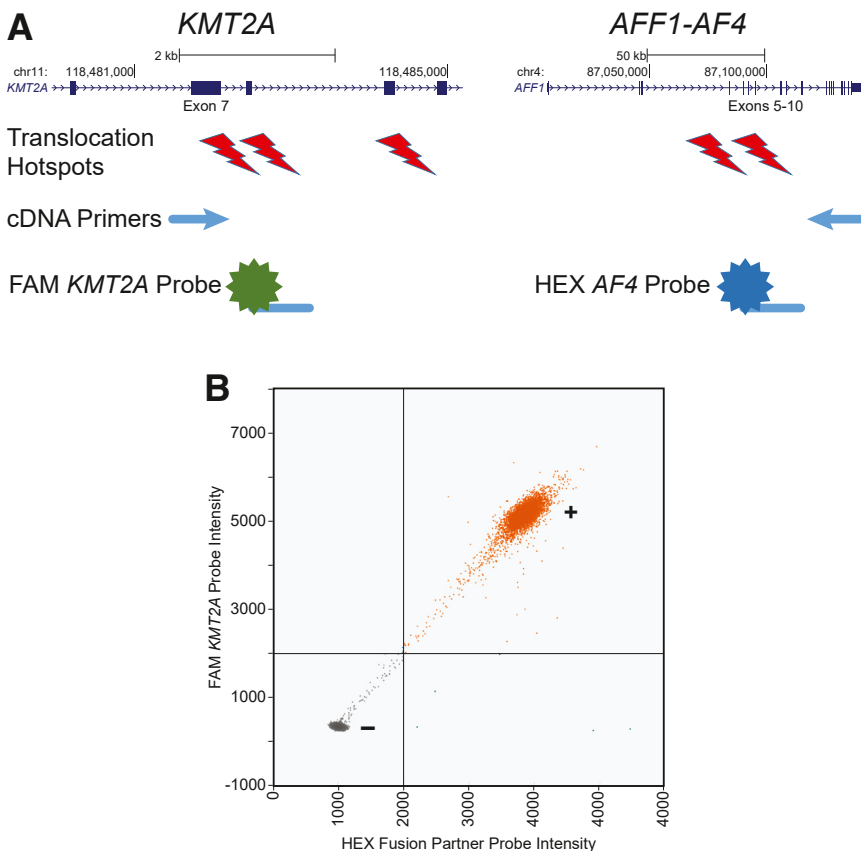 A
KMT2A
AFF1-AF4
2 kb
50 kb
chr11: 118,481,000 118,485,000
chr4: 87,050,000 87,100,000
KMT2A
AFF1
Exon 7
Exons 5-10
Translocation
Hotspots
cDNA Primers
FAM KMT2A Probe
HEX AF4 Probe
B
FAM KMT2A Probe Intensity
7000
5000
3000
1000
-1000
+
−
0 1000 2000 3000 4000 4000 4000
HEX Fusion Partner Probe Intensity